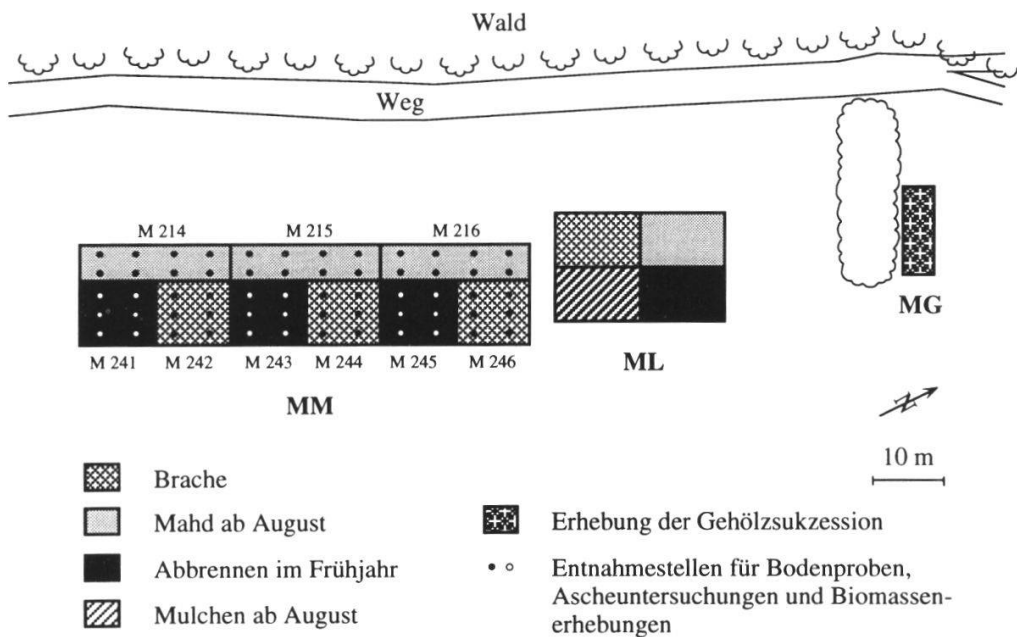 Wald
Weg
M 214 M 215 M 216
MG
M 241 M 242 M 243 M 244 M 245 M 246
ML
MM
N
10 m
Brache
Mahd ab August
Abbrennen im Frühjahr
Mulchen ab August
Erhebung der Gehölzsukzession
Entnahmestellen für Bodenproben,
Ascheuntersuchungen und Biomassen-
erhebungen